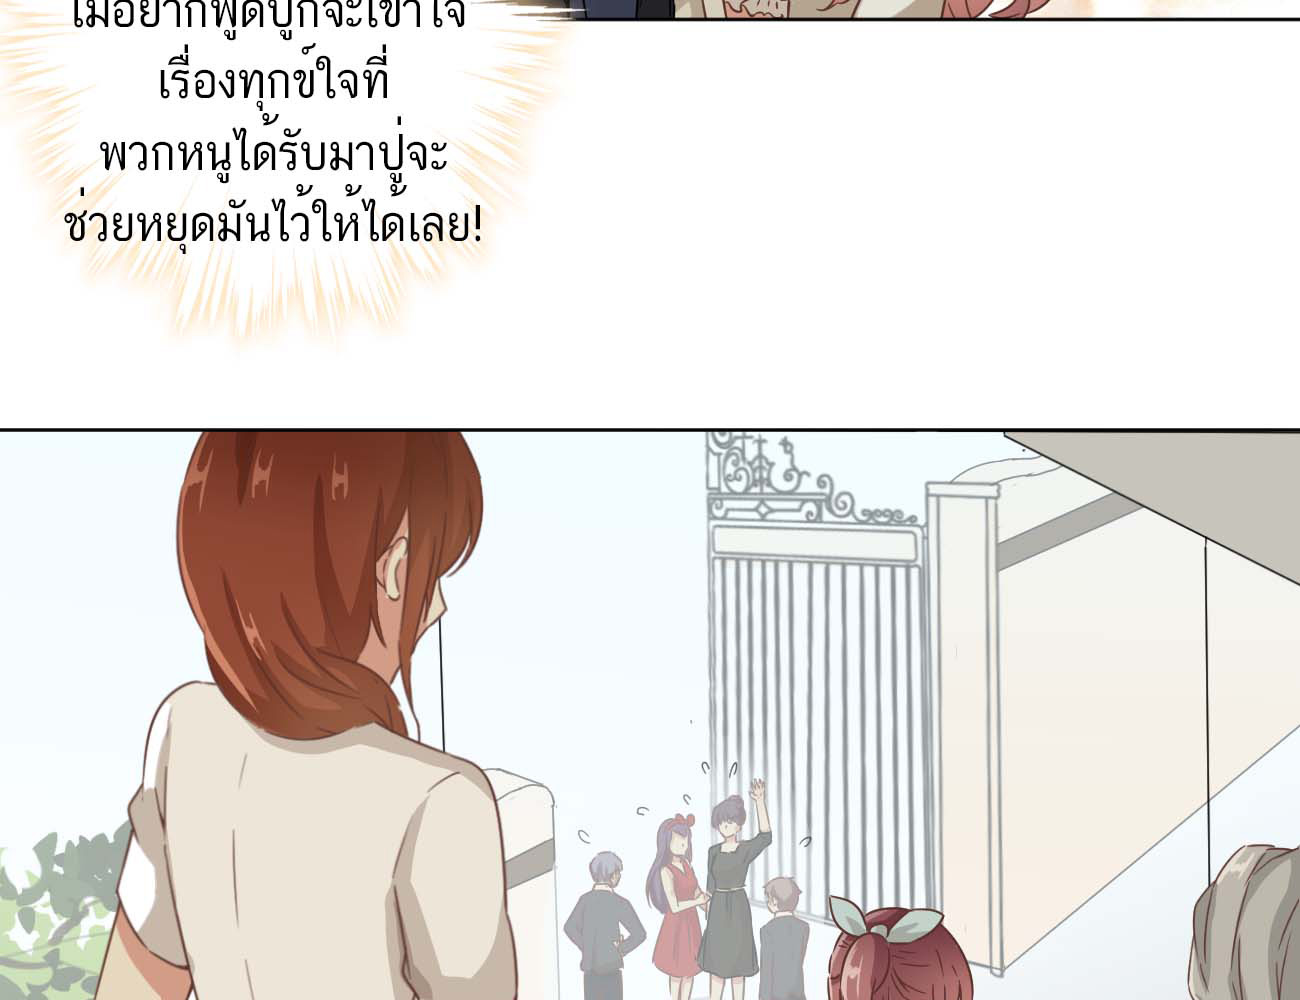 เมื่อยากพูดปู่ก็จะเข้าใจ
เรื่องทุกข์ใจที่
พวกหนูได้รับมาปู่จะ
ช่วยหยุดมันไว้ให้ได้เลย!